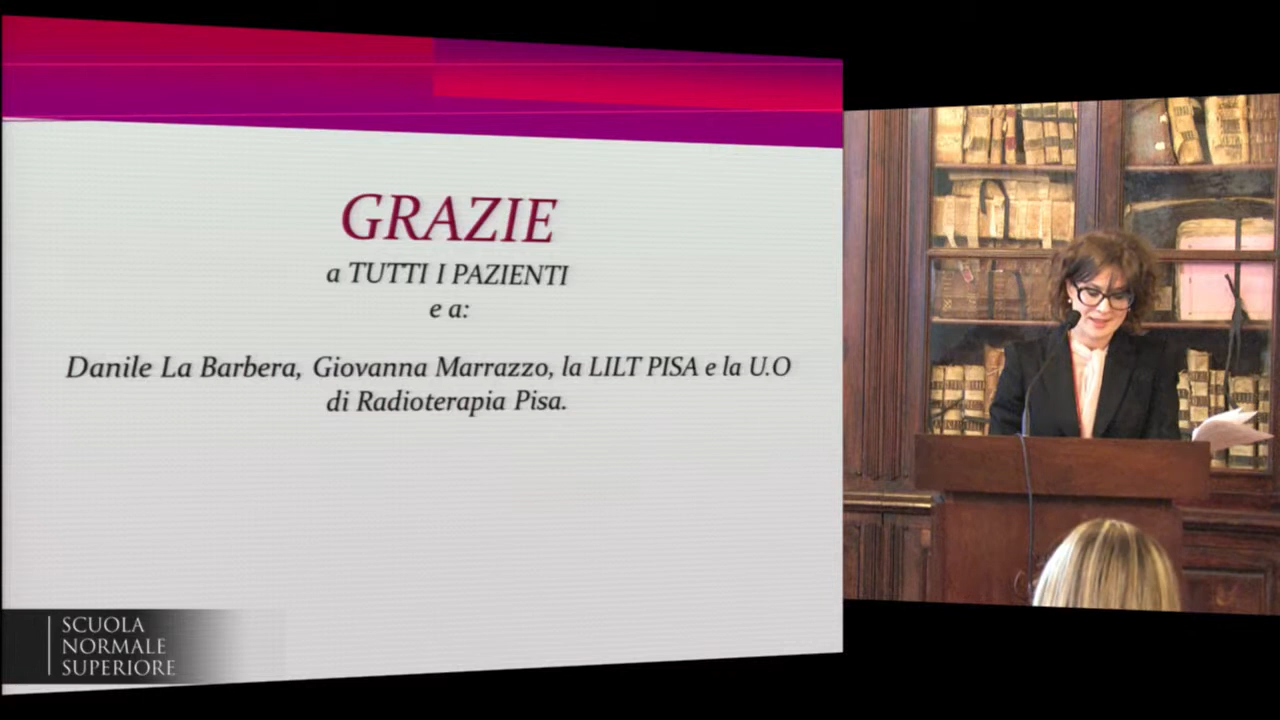 GRAZIE
a TUTTI I PAZIENTI
e a:
Danile La Barbera, Giovanna Marrazzo, la LILT PISA e la U.O
di Radioterapia Pisa.
SCUOLA
NORMALE
SUPERIORE